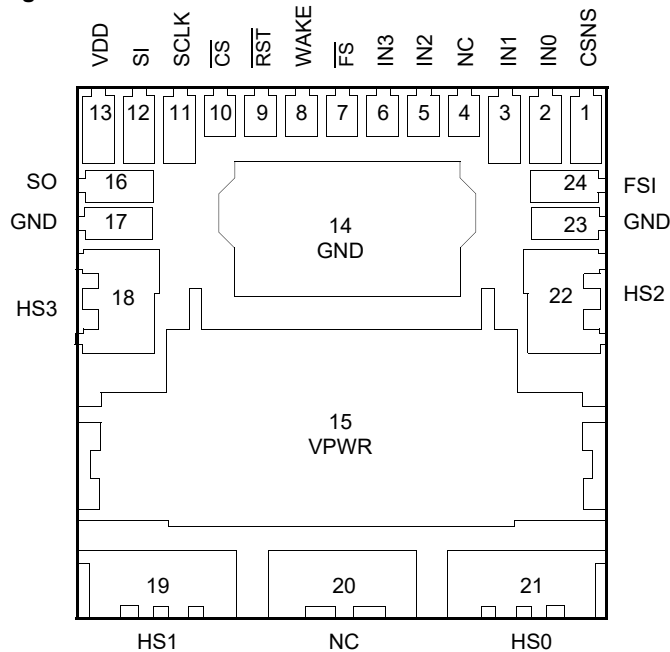 VDD SI SCLK CS RST WAKE FS IN3 IN2 NC IN1 IN0 CSNS
13 12 11 10 9 8 7 6 5 4 3 2 1
SO 16 24 FSI
GND 17 23 GND
14
GND
HS3 18 22 HS2
15
VPWR
19 20 21
HS1 NC HS0